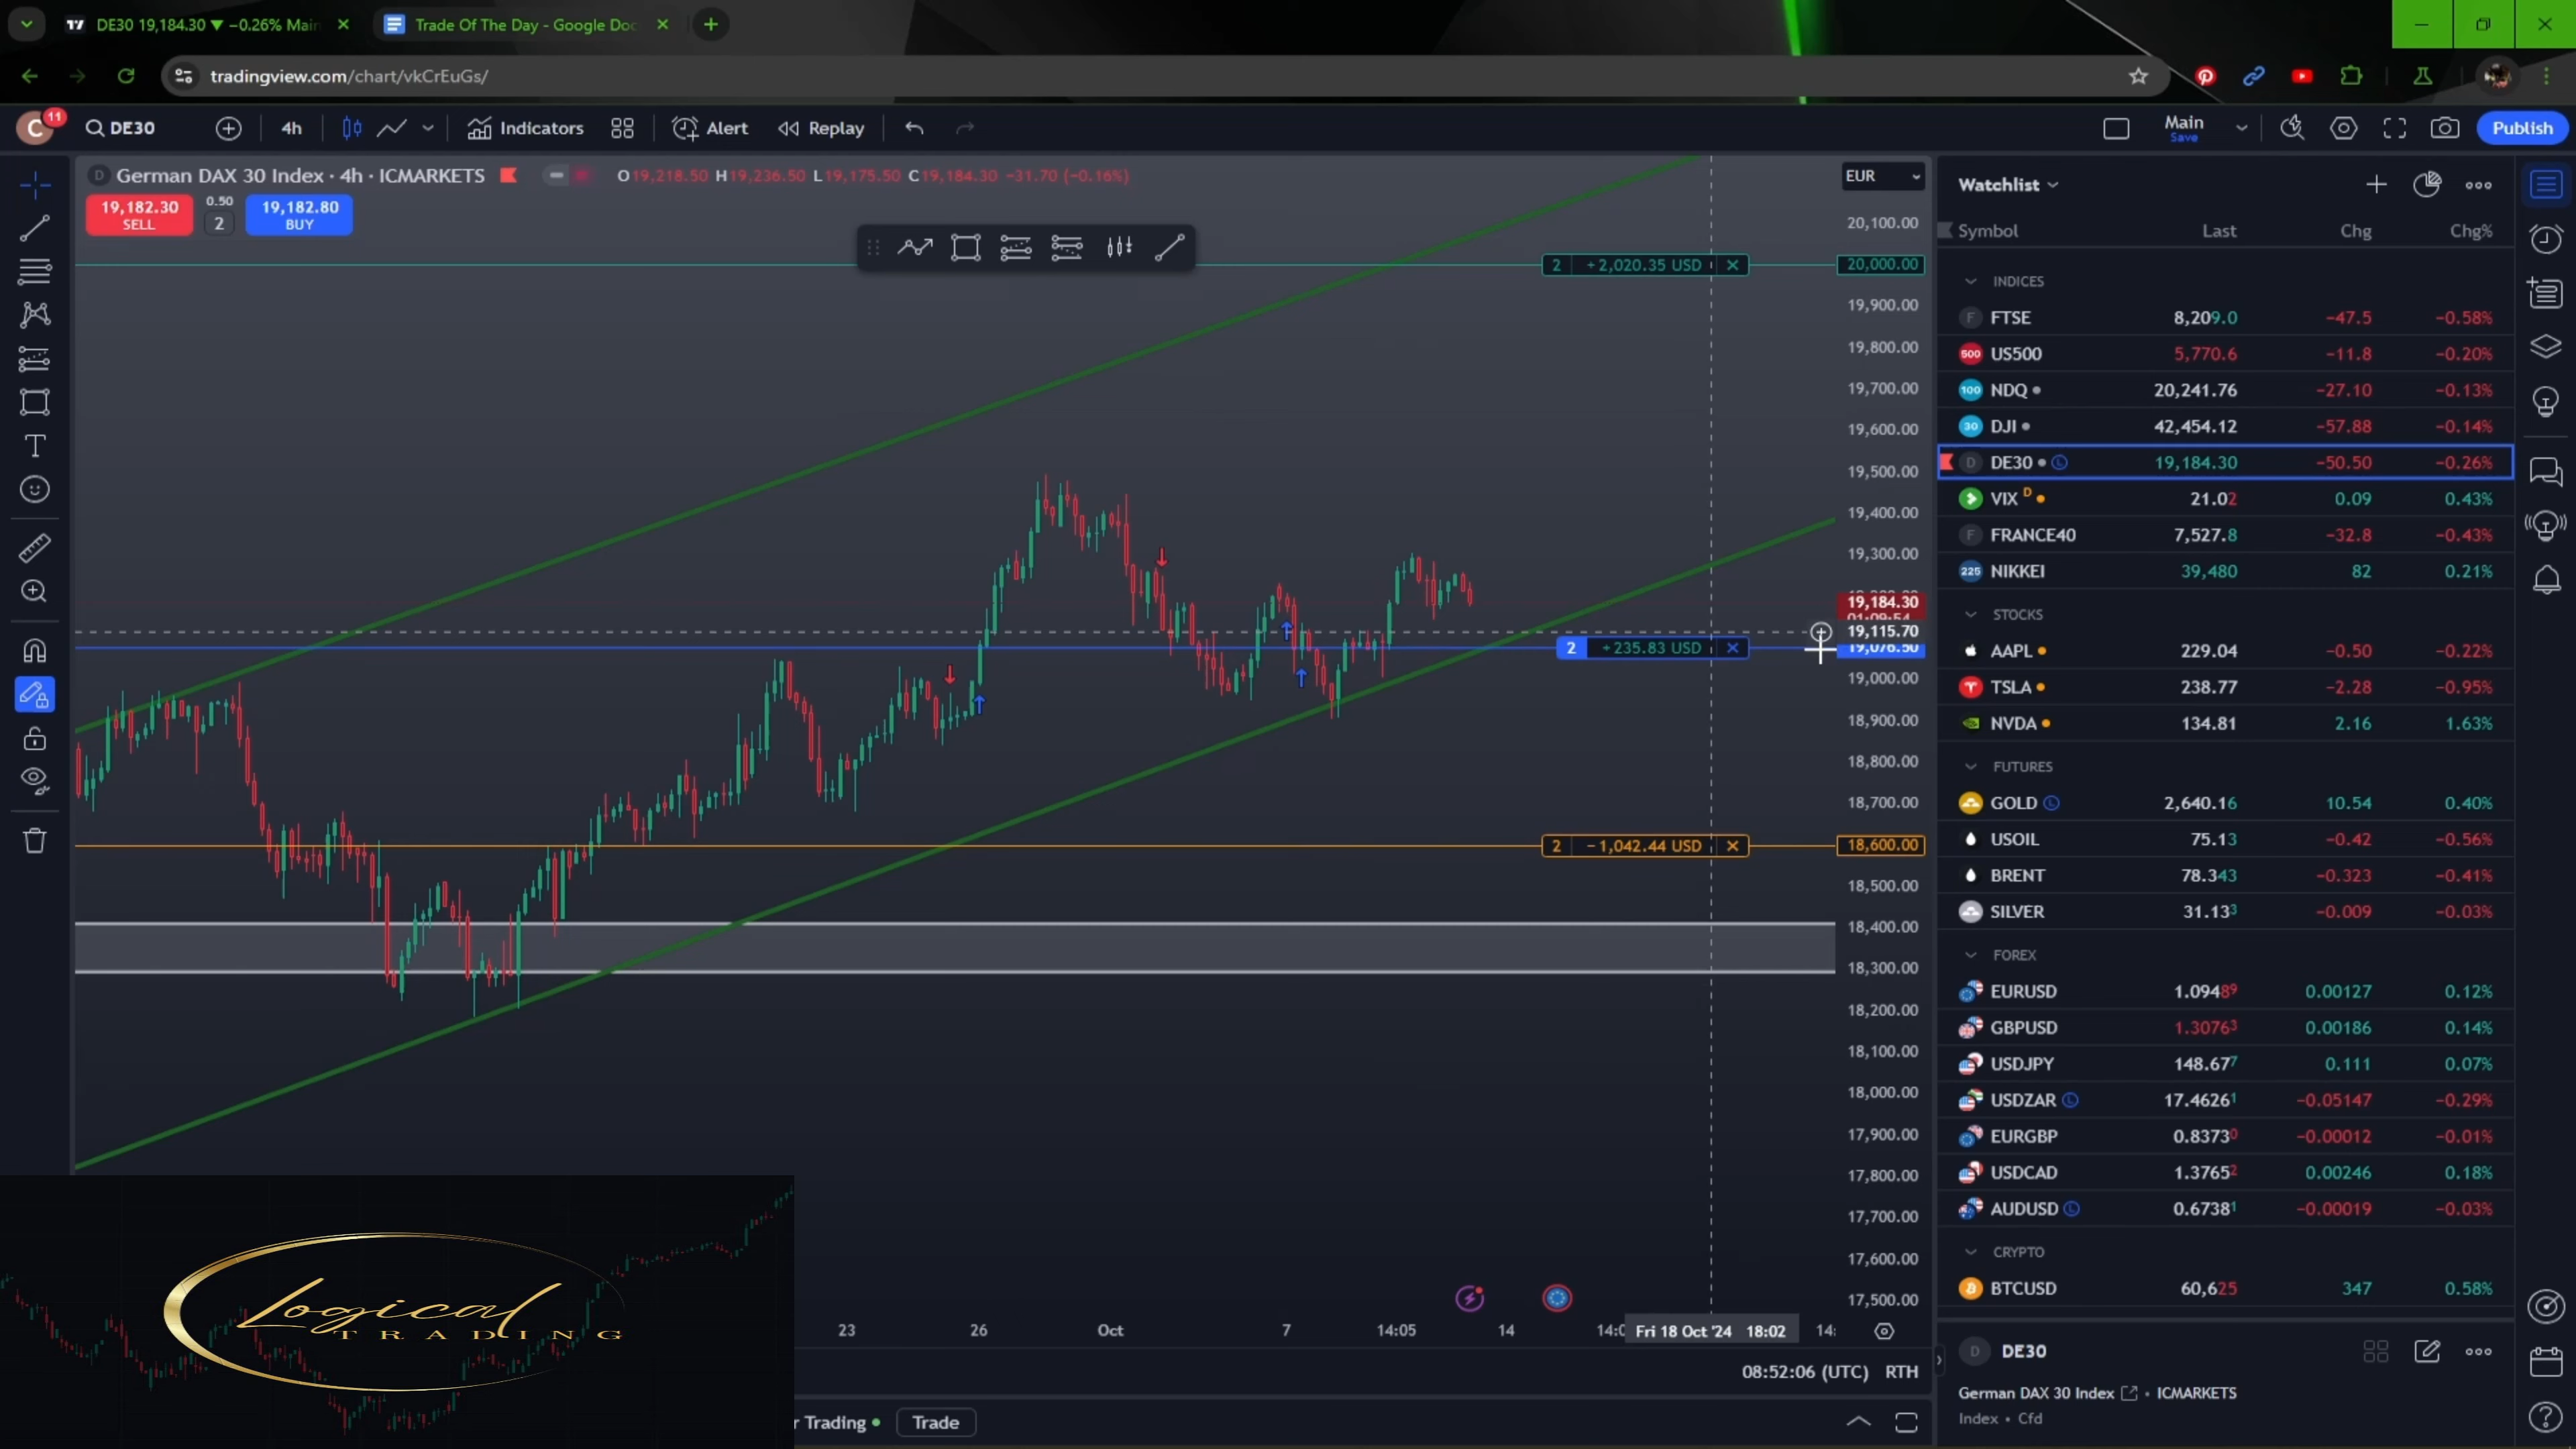 DE30 19,184.30 ▼ −0.26% Main
Trade Of The Day - Google Doc
tradingview.com/chart/vkCrEuGs/
C 11 DE30 4h Indicators Alert Replay Main Save Publish
D German DAX 30 Index · 4h · ICMARKETS O19,218.50 H19,236.50 L19,175.50 C19,184.30 −31.70 (−0.16%) EUR
19,182.30 SELL 0.50 2 19,182.80 BUY
20,100.00
2 +2,020.35 USD 20,000.00
19,900.00
19,800.00
19,700.00
19,600.00
19,500.00
19,400.00
19,300.00
19,184.30
19,115.70
2 +235.83 USD 19,076.50
19,000.00
18,900.00
18,800.00
18,700.00
2 −1,042.44 USD 18,600.00
18,500.00
18,400.00
18,300.00
18,200.00
18,100.00
18,000.00
17,900.00
17,800.00
17,700.00
17,600.00
17,500.00
23 26 Oct 7 14:05 14 Fri 18 Oct '24 18:02
08:52:06 (UTC) RTH
r Trading Trade
Logical
TRADING
Watchlist
Symbol Last Chg Chg%
INDICES
F FTSE 8,209.0 −47.5 −0.58%
500 US500 5,770.6 −11.8 −0.20%
100 NDQ 20,241.76 −27.10 −0.13%
30 DJI 42,454.12 −57.88 −0.14%
D DE30 L 19,184.30 −50.50 −0.26%
VIX D 21.02 0.09 0.43%
F FRANCE40 7,527.8 −32.8 −0.43%
225 NIKKEI 39,480 82 0.21%
STOCKS
AAPL 229.04 −0.50 −0.22%
TSLA 238.77 −2.28 −0.95%
NVDA 134.81 2.16 1.63%
FUTURES
GOLD L 2,640.16 10.54 0.40%
USOIL 75.13 −0.42 −0.56%
BRENT 78.343 −0.323 −0.41%
SILVER 31.133 −0.009 −0.03%
FOREX
EURUSD 1.09489 0.00127 0.12%
GBPUSD 1.30763 0.00186 0.14%
USDJPY 148.677 0.111 0.07%
USDZAR L 17.46261 −0.05147 −0.29%
EURGBP 0.83730 −0.00012 −0.01%
USDCAD 1.37652 0.00246 0.18%
AUDUSD L 0.67381 −0.00019 −0.03%
CRYPTO
BTCUSD 60,625 347 0.58%
D DE30
German DAX 30 Index · ICMARKETS
Index · Cfd